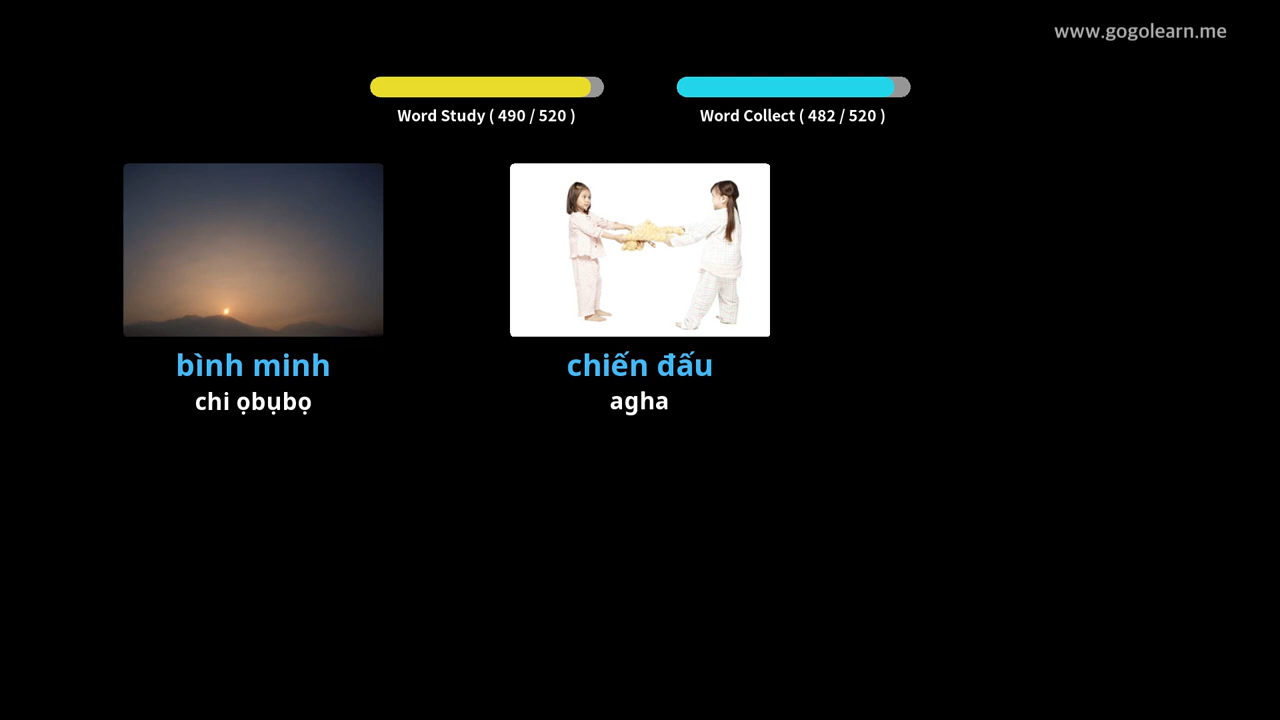 www.gogolearn.me
Word Study ( 490 / 520 )
Word Collect ( 482 / 520 )
bình minh
chi ọbụbọ
chiến đấu
agha